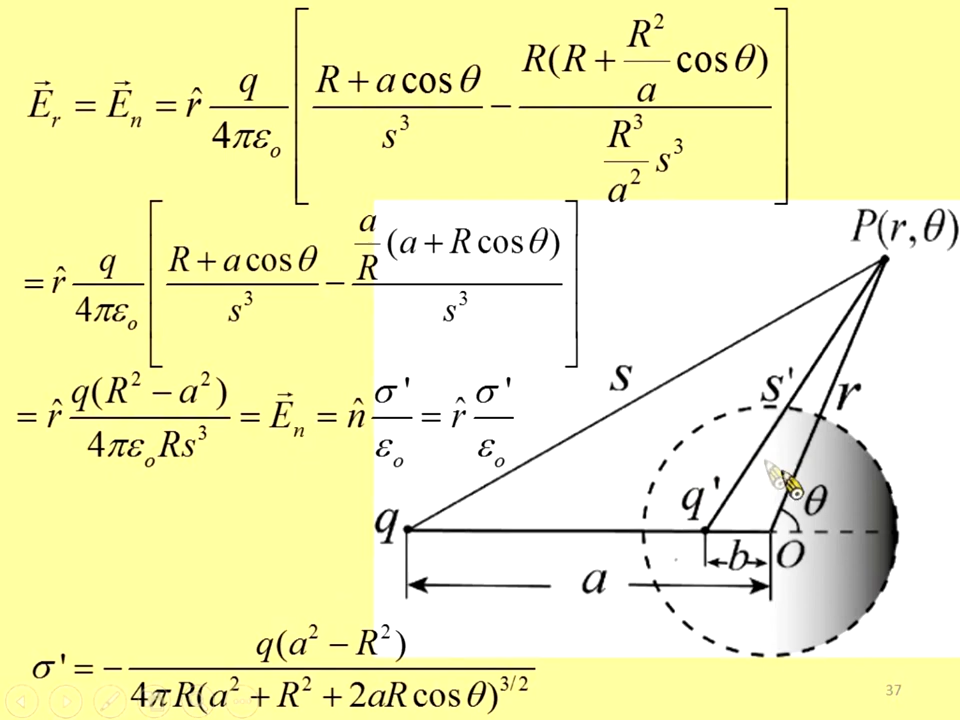 $\vec{E}_r = \vec{E}_n = \hat{r} \frac{q}{4\pi\varepsilon_o} \left[ \frac{R + a\cos\theta}{s^3} - \frac{R(R + \frac{R^2}{a}\cos\theta)}{\frac{R^3}{a^2} s^3} \right]$
$= \hat{r} \frac{q}{4\pi\varepsilon_o} \left[ \frac{R + a\cos\theta}{s^3} - \frac{\frac{a}{R}(a + R\cos\theta)}{s^3} \right]$
$= \hat{r} \frac{q(R^2 - a^2)}{4\pi\varepsilon_o R s^3} = \vec{E}_n = \hat{n} \frac{\sigma'}{\varepsilon_o} = \hat{r} \frac{\sigma'}{\varepsilon_o}$
P(r,θ)
s
s'
r
q
q'
θ
b
O
a
$\sigma' = -\frac{q(a^2 - R^2)}{4\pi R(a^2 + R^2 + 2aR\cos\theta)^{3/2}}$
37